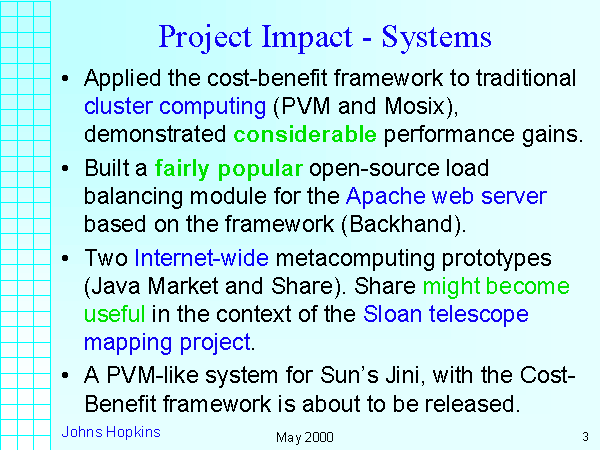 Project Impact - Systems
• Applied the cost-benefit framework to traditional
cluster computing (PVM and Mosix),
demonstrated considerable performance gains.
• Built a fairly popular open-source load
balancing module for the Apache web server
based on the framework (Backhand).
• Two Internet-wide metacomputing prototypes
(Java Market and Share). Share might become
useful in the context of the Sloan telescope
mapping project.
• A PVM-like system for Sun's Jini, with the Cost-
Benefit framework is about to be released.
Johns Hopkins
May 2000
3